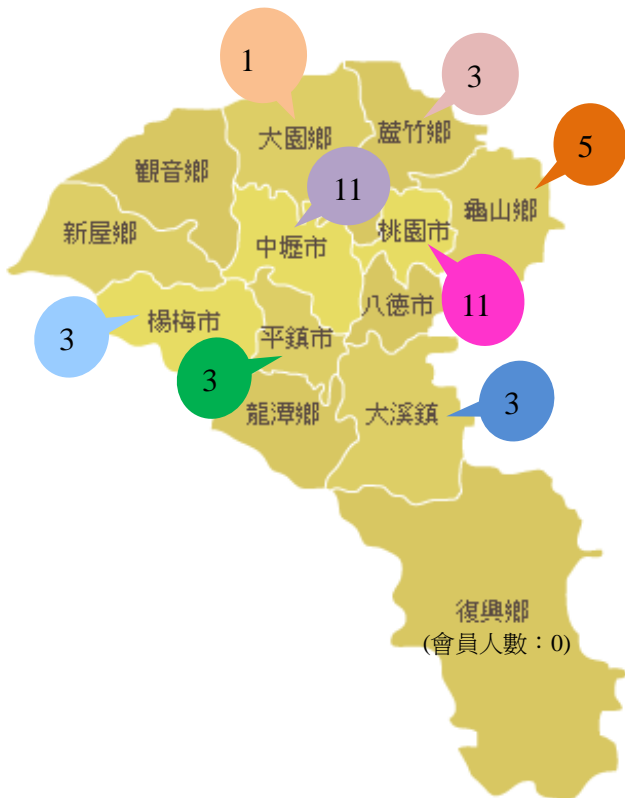 1
3
5
大園鄉
蘆竹鄉
觀音鄉
11
龜山鄉
新屋鄉
中壢市
桃園市
八德市
11
楊梅市
3
平鎮市
3
龍潭鄉
大溪鎮
3
復興鄉
(會員人數：0)